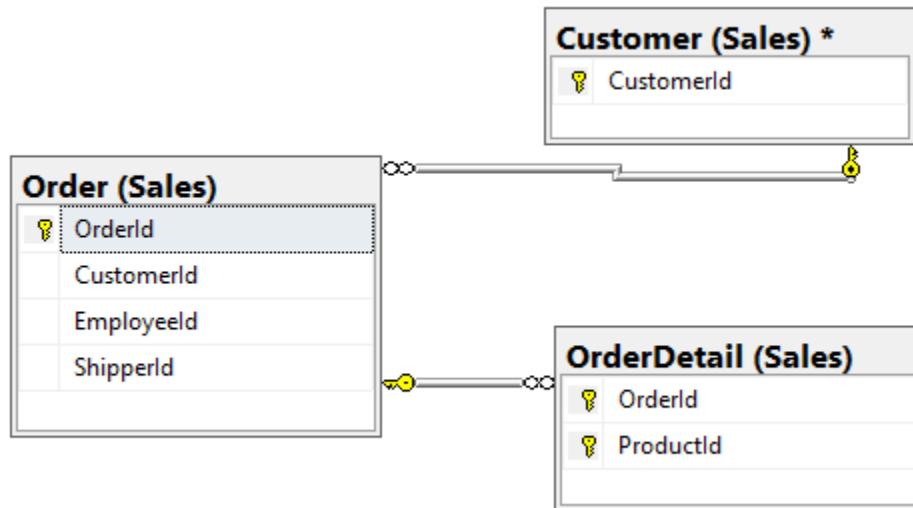 Customer (Sales) *
CustomerId
Order (Sales)
OrderId
CustomerId
EmployeeId
ShipperId
OrderDetail (Sales)
OrderId
ProductId